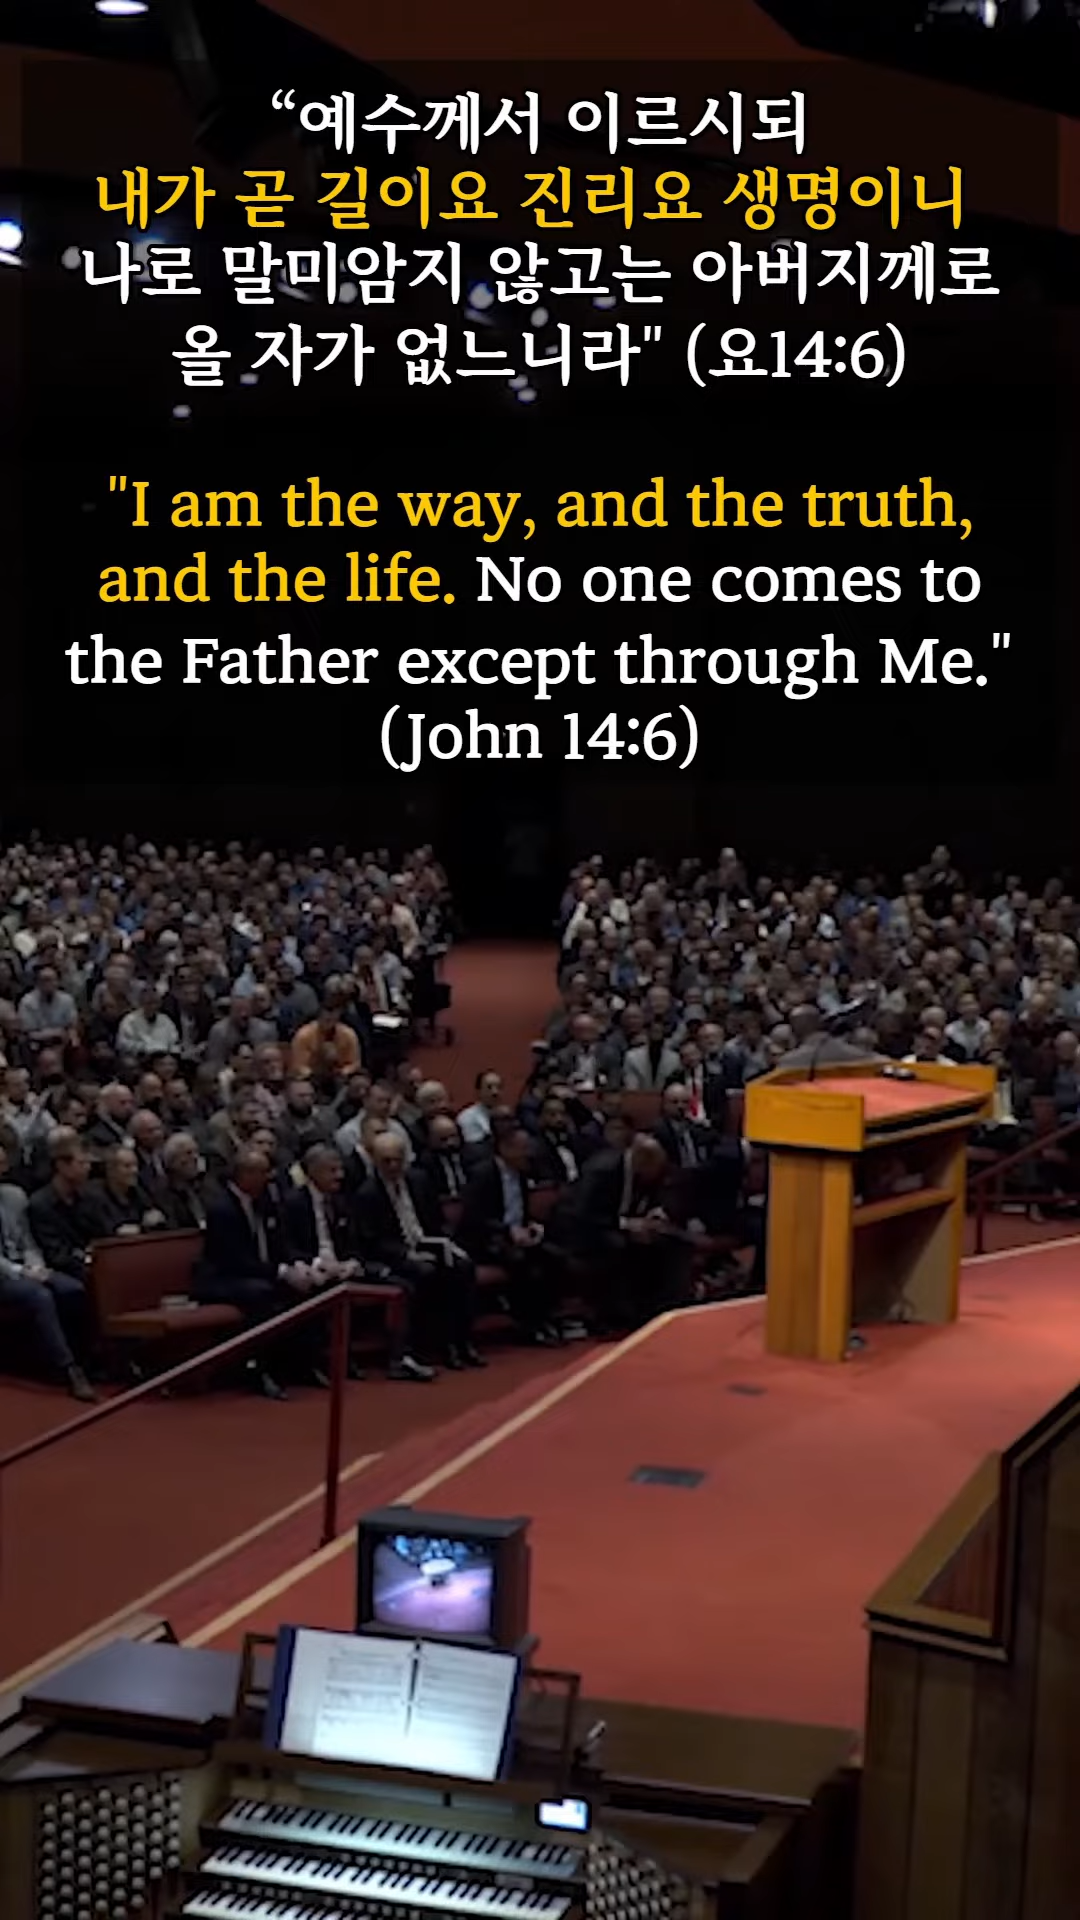 “예수께서 이르시되
내가 곧 길이요 진리요 생명이니
나로 말미암지 않고는 아버지께로
올 자가 없느니라" (요14:6)
"I am the way, and the truth,
and the life. No one comes to
the Father except through Me."
(John 14:6)